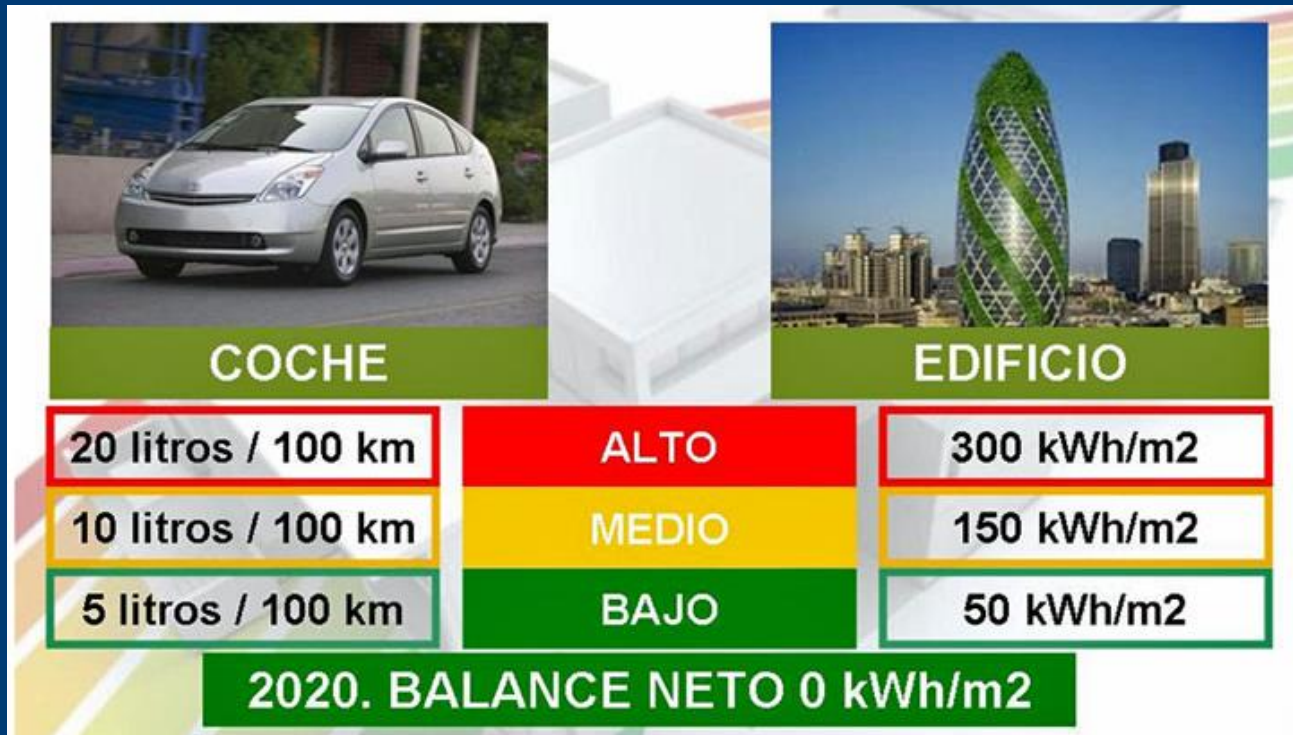 COCHE
EDIFICIO
20 litros / 100 km
ALTO
300 kWh/m2
10 litros / 100 km
MEDIO
150 kWh/m2
5 litros / 100 km
BAJO
50 kWh/m2
2020. BALANCE NETO 0 kWh/m2